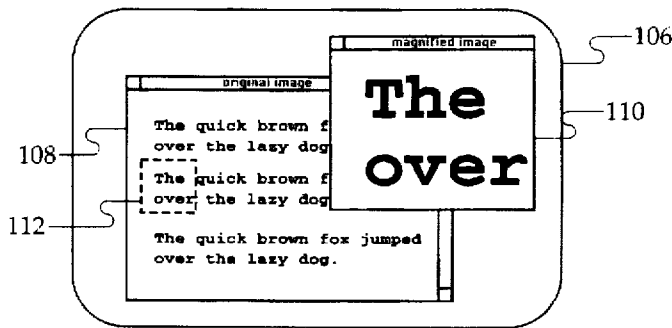 106
magnified image
original image
The
over
110
108
The quick brown f
over the lazy dog
The quick brown f
over the lazy dog
112
The quick brown fox jumped
over the lazy dog.